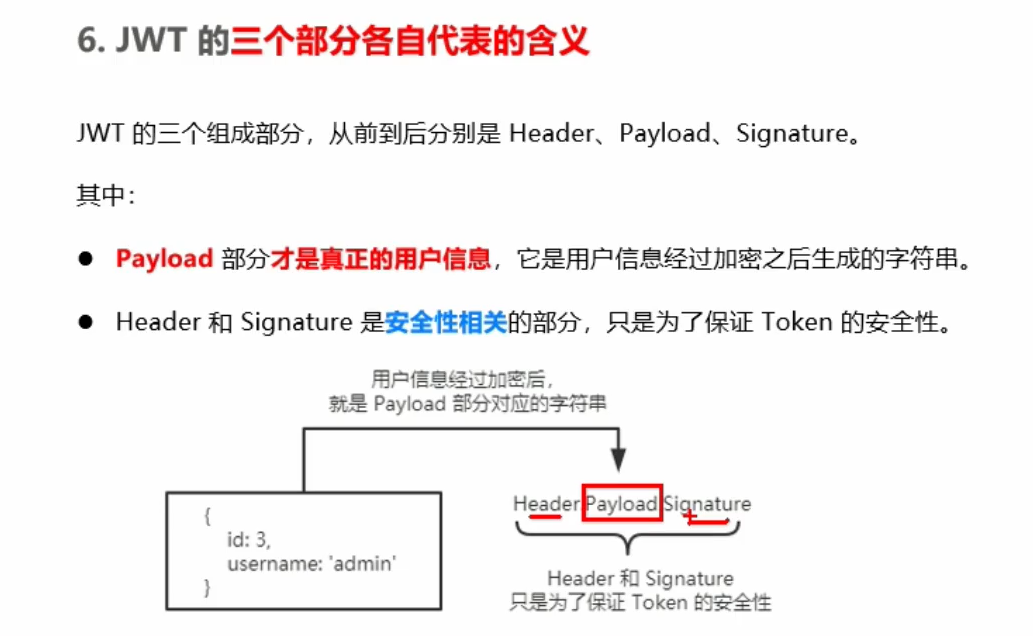 6. JWT 的三个部分各自代表的含义
JWT 的三个组成部分，从前到后分别是 Header、Payload、Signature。
其中：
● Payload 部分才是真正的用户信息，它是用户信息经过加密之后生成的字符串。
● Header 和 Signature 是安全性相关的部分，只是为了保证 Token 的安全性。
用户信息经过加密后，
就是 Payload 部分对应的字符串
{
id: 3,
username: 'admin'
}
Header.Payload.Signature
Header 和 Signature
只是为了保证 Token 的安全性